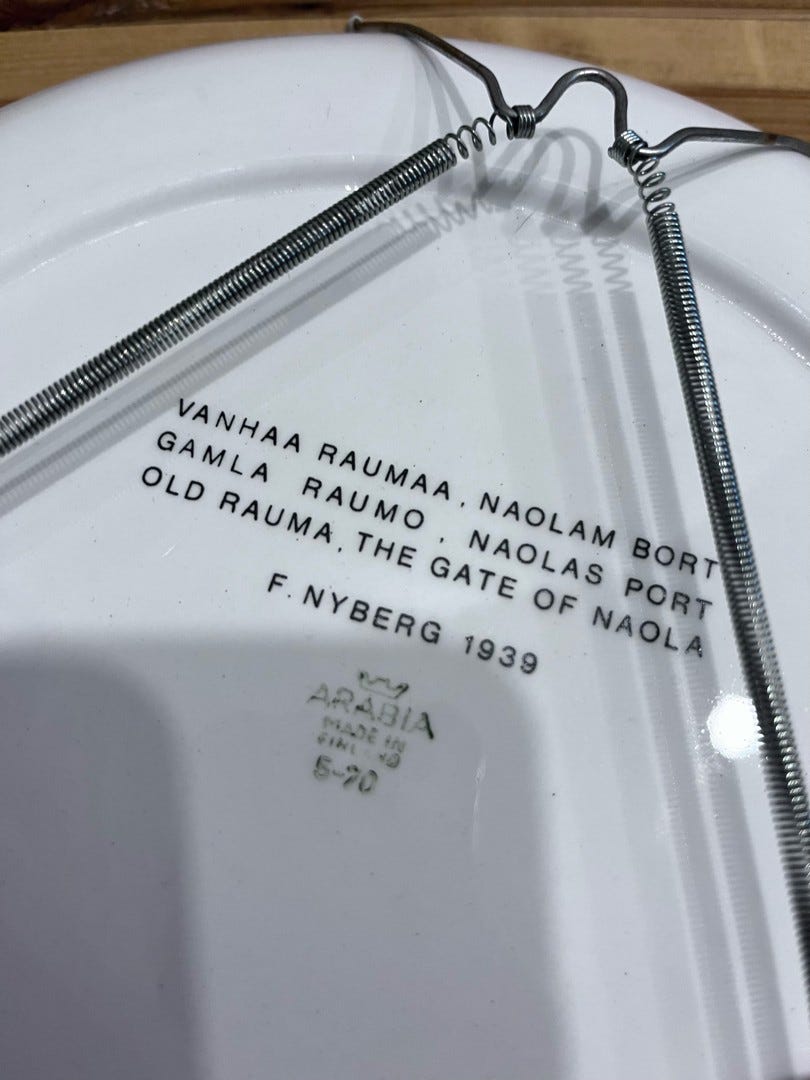 VANHAA RAUMAA, NAOLAM BORT
GAMLA RAUMO, NAOLAS PORT
OLD RAUMA, THE GATE OF NAOLA
F. NYBERG 1939
ARABIA
MADE IN
5-70